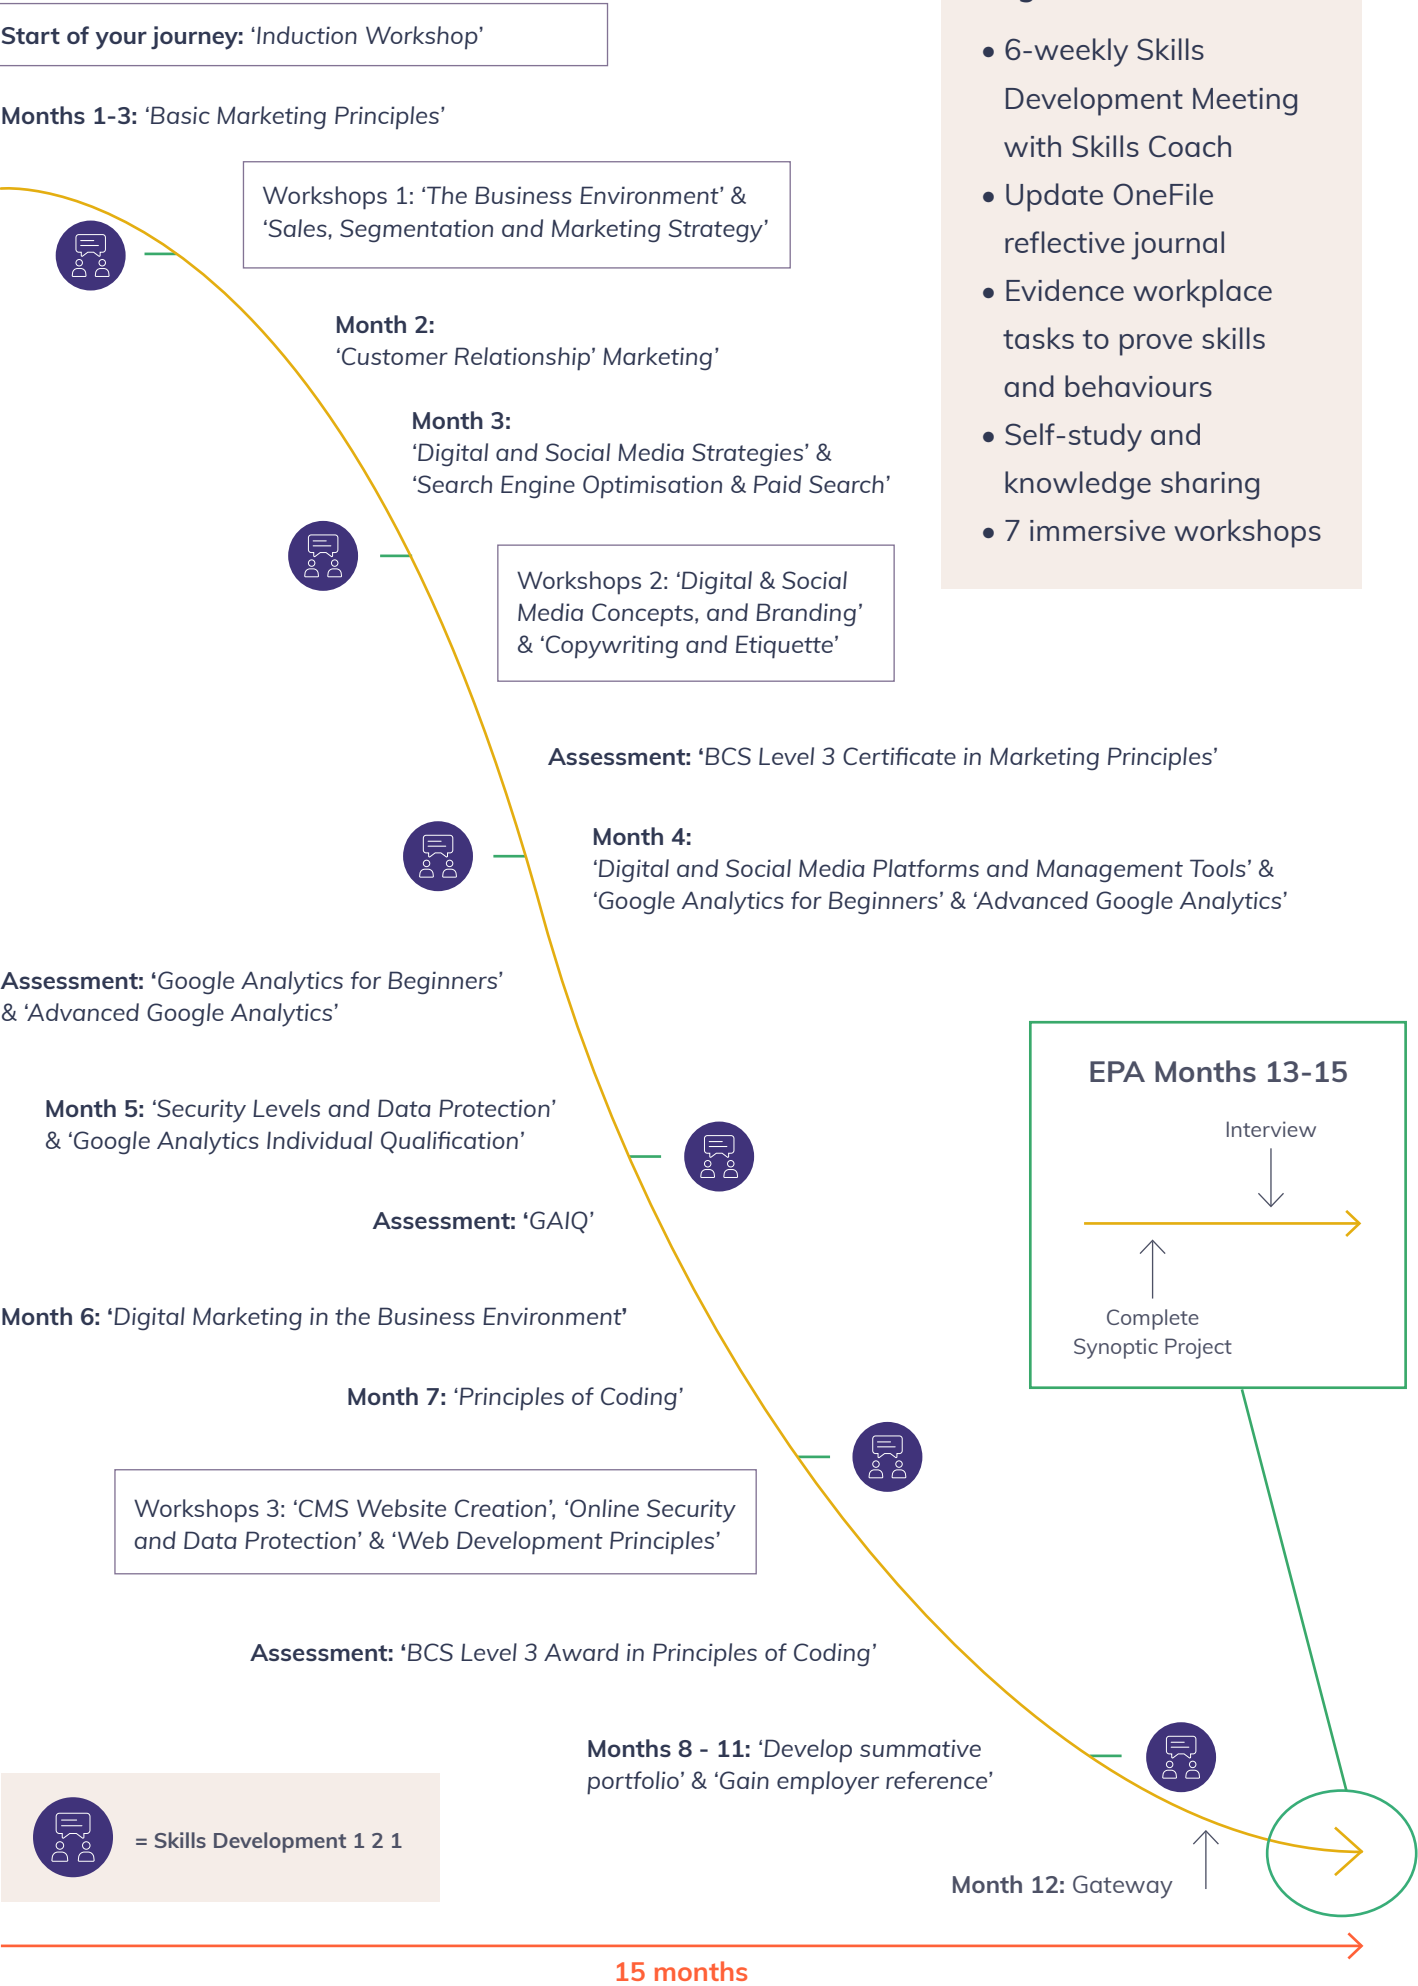 Start of your journey: ‘Induction Workshop’
Months 1-3: ‘Basic Marketing Principles’
Workshops 1: ‘The Business Environment’ &
‘Sales, Segmentation and Marketing Strategy’
Month 2:
‘Customer Relationship’ Marketing’
Month 3:
‘Digital and Social Media Strategies’ &
‘Search Engine Optimisation & Paid Search’
Workshops 2: ‘Digital & Social
Media Concepts, and Branding’
& ‘Copywriting and Etiquette’
• 6-weekly Skills
Development Meeting
with Skills Coach
• Update OneFile
reflective journal
• Evidence workplace
tasks to prove skills
and behaviours
• Self-study and
knowledge sharing
• 7 immersive workshops
Assessment: ‘BCS Level 3 Certificate in Marketing Principles’
Month 4:
‘Digital and Social Media Platforms and Management Tools’ &
‘Google Analytics for Beginners’ & ‘Advanced Google Analytics’
Assessment: ‘Google Analytics for Beginners’
& ‘Advanced Google Analytics’
Month 5: ‘Security Levels and Data Protection’
& ‘Google Analytics Individual Qualification’
Assessment: ‘GAIQ’
Month 6: ‘Digital Marketing in the Business Environment’
Month 7: ‘Principles of Coding’
Workshops 3: ‘CMS Website Creation’, ‘Online Security
and Data Protection’ & ‘Web Development Principles’
Assessment: ‘BCS Level 3 Award in Principles of Coding’
Months 8 - 11: ‘Develop summative
portfolio’ & ‘Gain employer reference’
Month 12: Gateway
EPA Months 13-15
Interview
Complete
Synoptic Project
= Skills Development 1 2 1
15 months